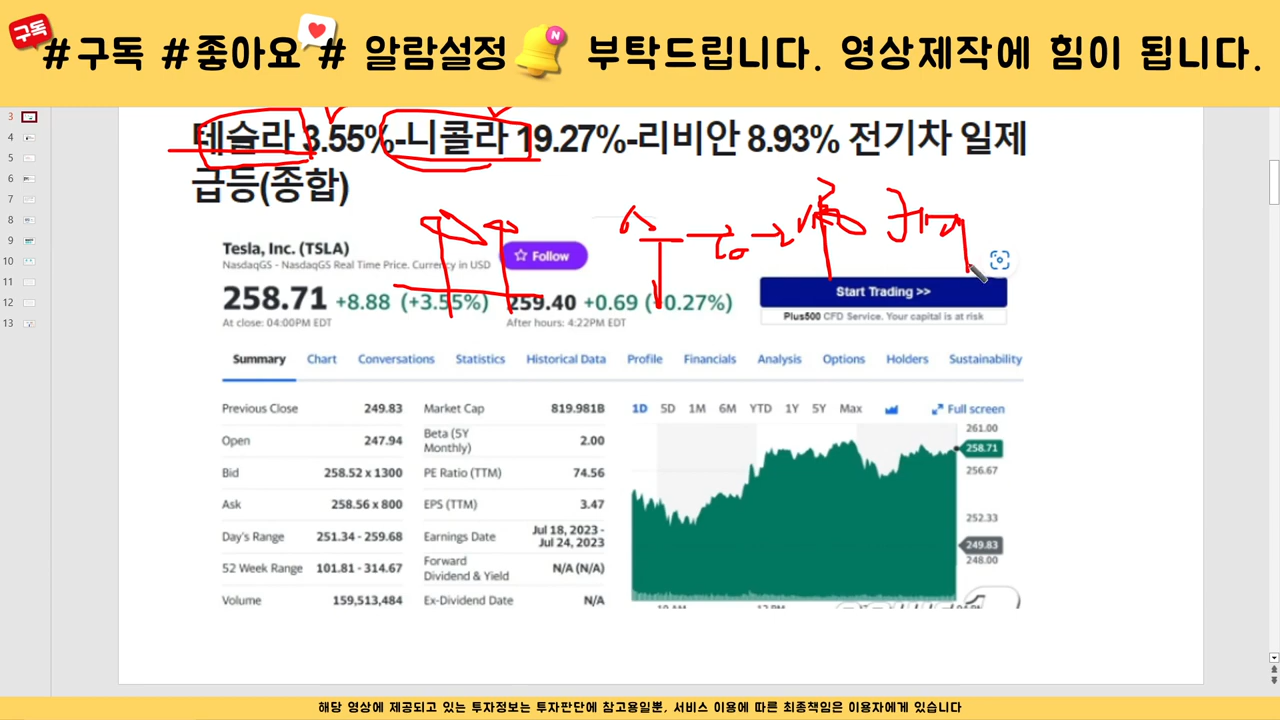 구독
#구독 #좋아요 # 알람설정 N 부탁드립니다. 영상제작에 힘이 됩니다.
3
4
5
6
7
8
9
10
11
12
13
테슬라 3.55%-니콜라 19.27%-리비안 8.93% 전기차 일제
급등(종합)
Tesla, Inc. (TSLA)
NasdaqGS - NasdaqGS Real Time Price. Currency in USD
Follow
258.71 +8.88 (+3.55%) 259.40 +0.69 (+0.27%)
At close: 04:00PM EDT After hours: 4:22PM EDT
Start Trading >>
Plus500 CFD Service. Your capital is at risk
Summary Chart Conversations Statistics Historical Data Profile Financials Analysis Options Holders Sustainability
Previous Close 249.83
Open 247.94
Bid 258.52 x 1300
Ask 258.56 x 800
Day's Range 251.34 - 259.68
52 Week Range 101.81 - 314.67
Volume 159,513,484
Market Cap 819.981B
Beta (5Y
Monthly) 2.00
PE Ratio (TTM) 74.56
EPS (TTM) 3.47
Earnings Date Jul 18, 2023 -
Jul 24, 2023
Forward
Dividend & Yield N/A (N/A)
Ex-Dividend Date N/A
1D 5D 1M 6M YTD 1Y 5Y Max Full screen
261.00
258.71
256.67
252.33
249.83
248.00
해당 영상에 제공되고 있는 투자정보는 투자판단에 참고용일뿐, 서비스 이용에 따른 최종책임은 이용자에게 있습니다